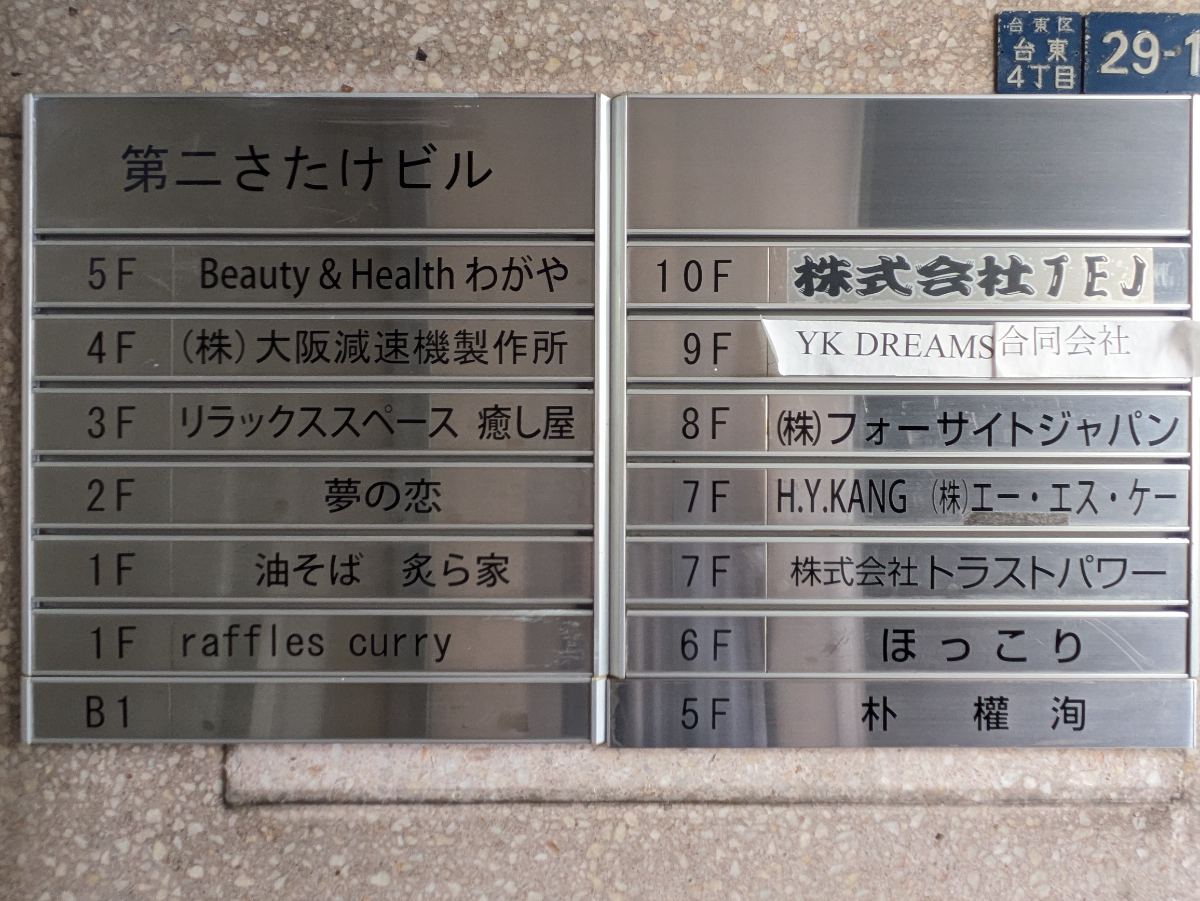 台東区
台東
4丁目
29-1
第二さたけビル
5F Beauty & Health わがや
4F (株)大阪減速機製作所
3F リラックススペース 癒し屋
2F 夢の恋
1F 油そば 炙ら家
1F raffles curry
B1
10F 株式会社TEJ
9F YK DREAMS合同会社
8F (株)フォーサイトジャパン
7F H.Y.KANG (株)エー・エス・ケー
7F 株式会社トラストパワー
6F ほっこり
5F 朴 權洵